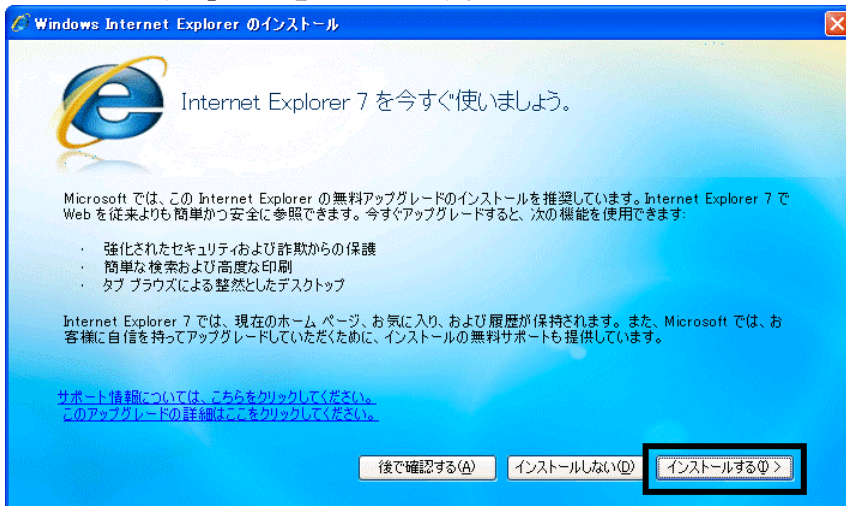 Windows Internet Explorer のインストール
Internet Explorer 7 を今すぐ使いましょう。
Microsoft では、この Internet Explorer の無料アップグレードのインストールを推奨しています。Internet Explorer 7 で
Web を従来よりも簡単かつ安全に参照できます。今すぐアップグレードすると、次の機能を使用できます:
· 強化されたセキュリティおよび詐欺からの保護
· 簡単な検索および高度な印刷
· タブ ブラウズによる整然としたデスクトップ
Internet Explorer 7 では、現在のホーム ページ、お気に入り、および履歴が保持されます。また、Microsoft では、お
客様に自信を持ってアップグレードしていただくために、インストールの無料サポートも提供しています。
サポート情報については、こちらをクリックしてください。
このアップグレードの詳細はここをクリックしてください。
後で確認する(A) インストールしない(D) インストールする(I) >